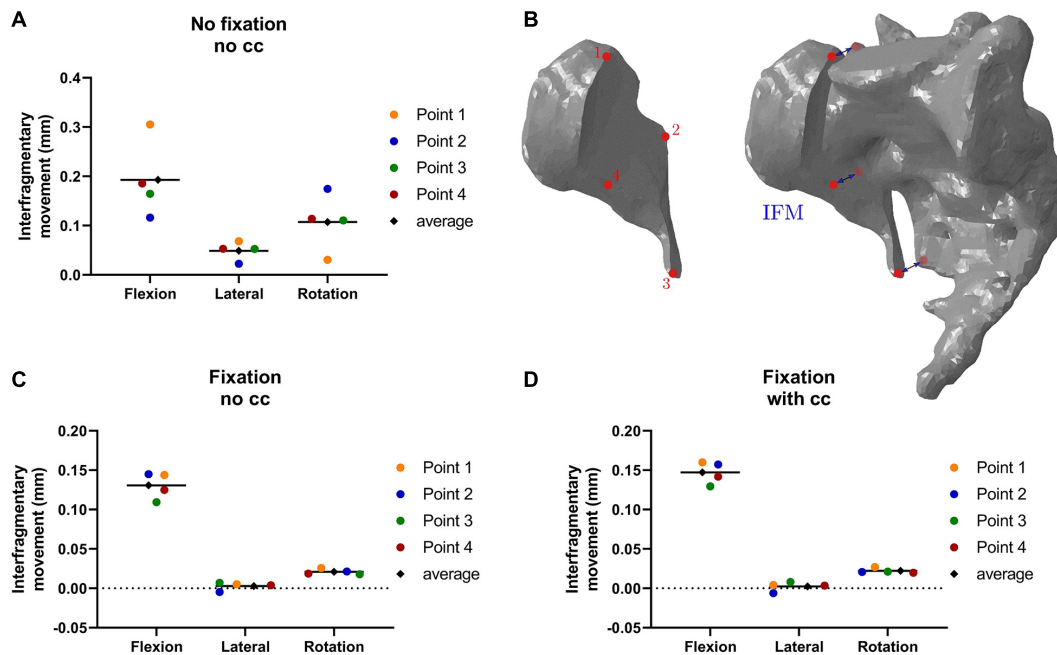 A
No fixation
no cc
Interfragmentary
movement (mm)
0.4
0.3
0.2
0.1
0.0
Flexion
Lateral
Rotation
Point 1
Point 2
Point 3
Point 4
average
B
1
2
4
3
IFM
C
Fixation
no cc
Interfragmentary
movement (mm)
0.20
0.15
0.10
0.05
0.00
-0.05
Flexion
Lateral
Rotation
Point 1
Point 2
Point 3
Point 4
average
D
Fixation
with cc
Interfragmentary
movement (mm)
0.20
0.15
0.10
0.05
0.00
-0.05
Flexion
Lateral
Rotation
Point 1
Point 2
Point 3
Point 4
average